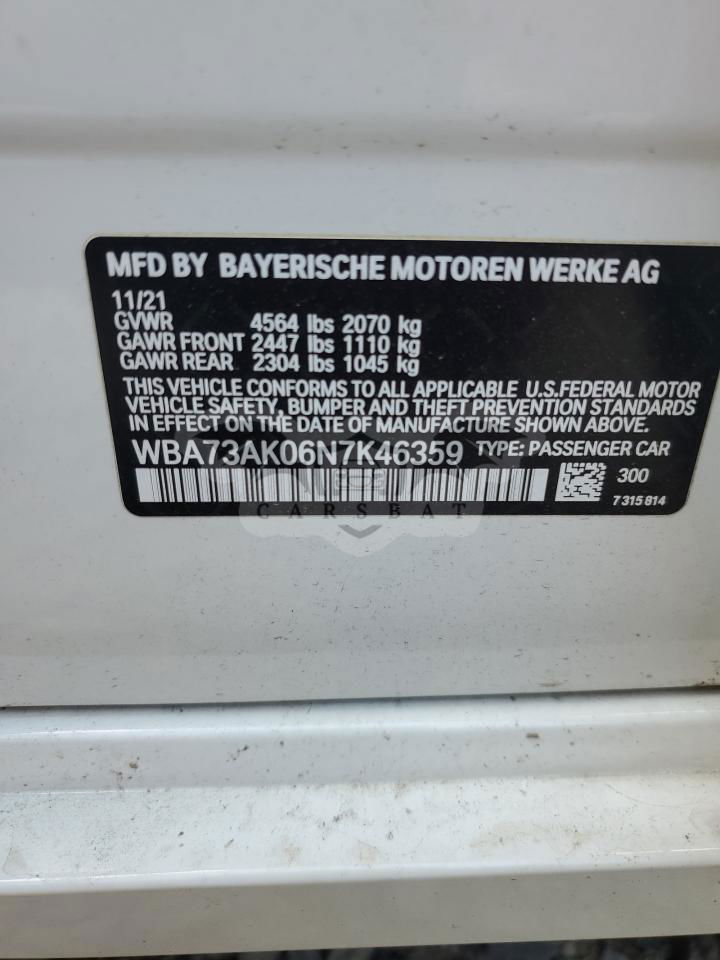 MFD BY BAYERISCHE MOTOREN WERKE AG
11/21
GVWR 4564 lbs 2070 kg
GAWR FRONT 2447 lbs 1110 kg
GAWR REAR 2304 lbs 1045 kg
THIS VEHICLE CONFORMS TO ALL APPLICABLE U.S.FEDERAL MOTOR
VEHICLE SAFETY, BUMPER AND THEFT PREVENTION STANDARDS
IN EFFECT ON THE DATE OF MANUFACTURE SHOWN ABOVE.
WBA73AK06N7K46359 TYPE: PASSENGER CAR
300
7 315 814
CARSBAT